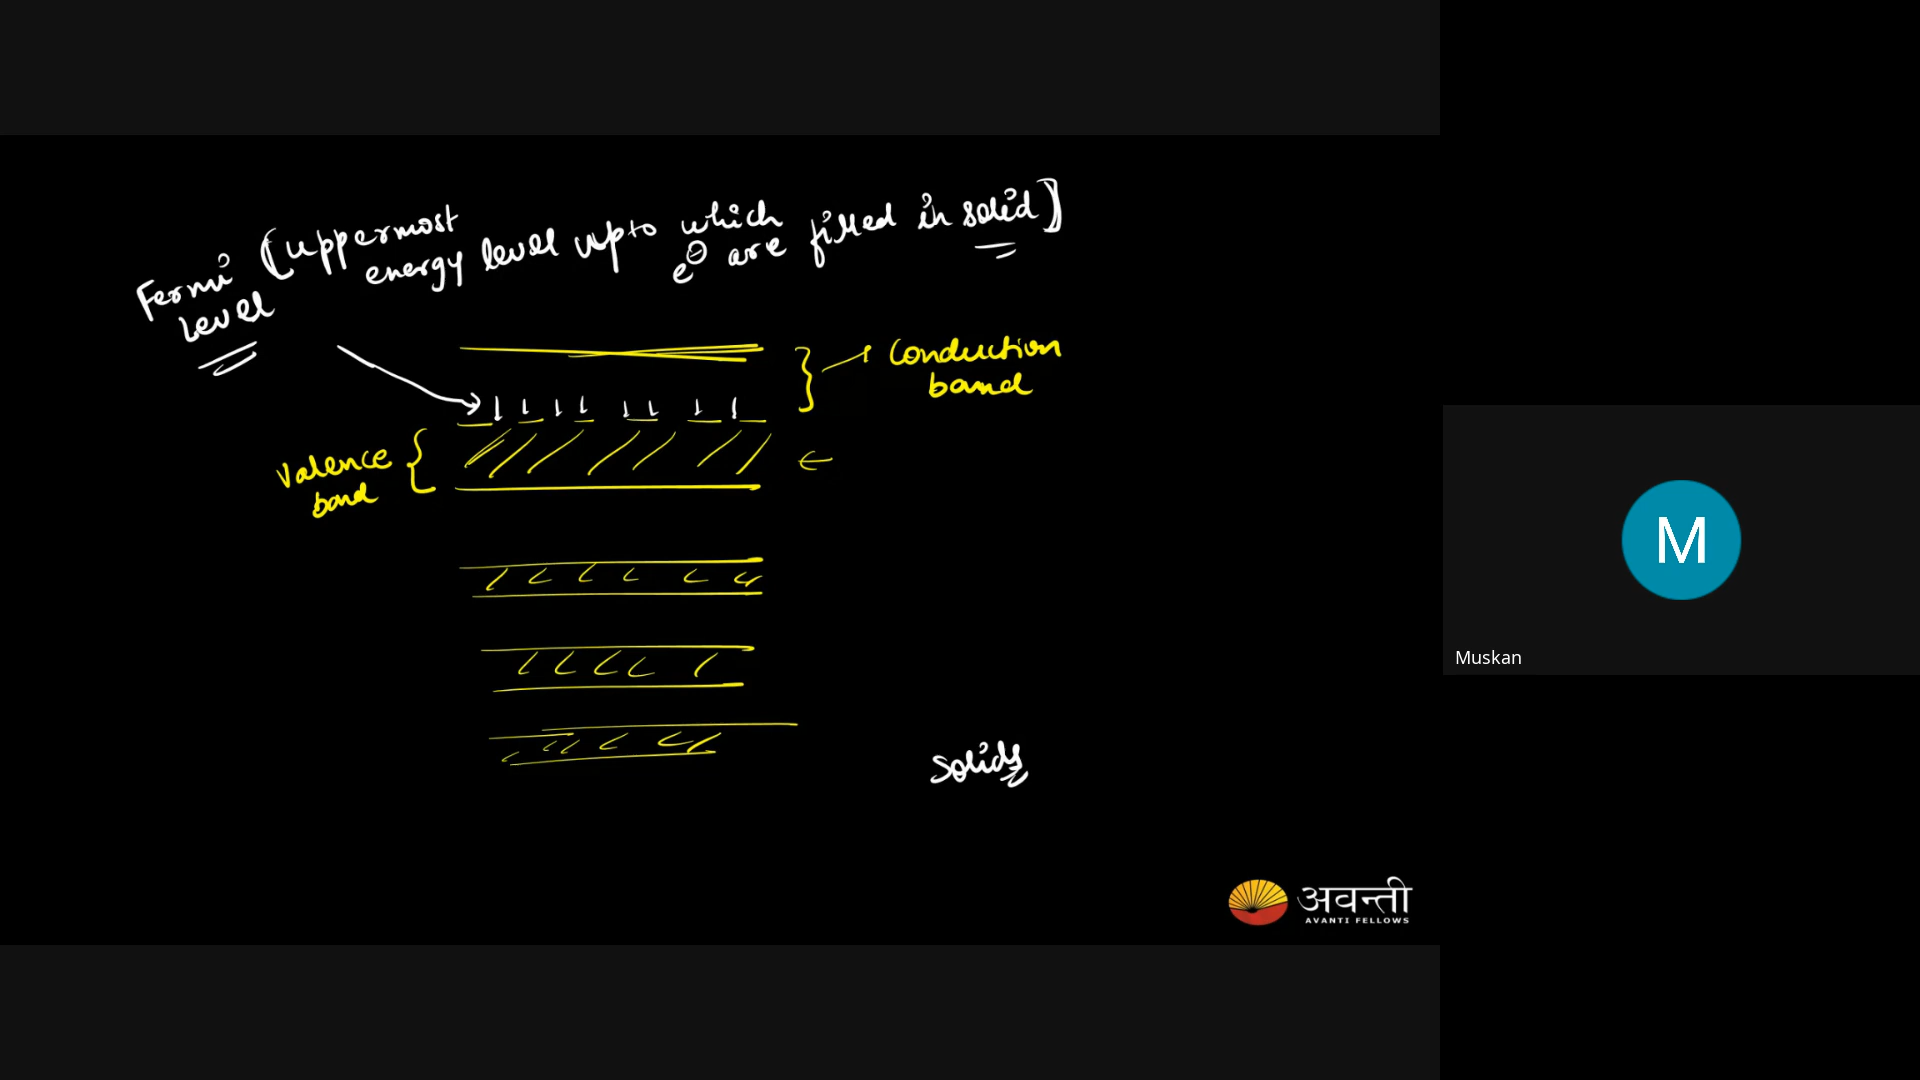 Fermi
level
(uppermost
energy level upto which
e⊖ are filled in solid)
Conduction
band
Valence
band
Solids
अवन्ती
AVANTI FELLOWS
M
Muskan